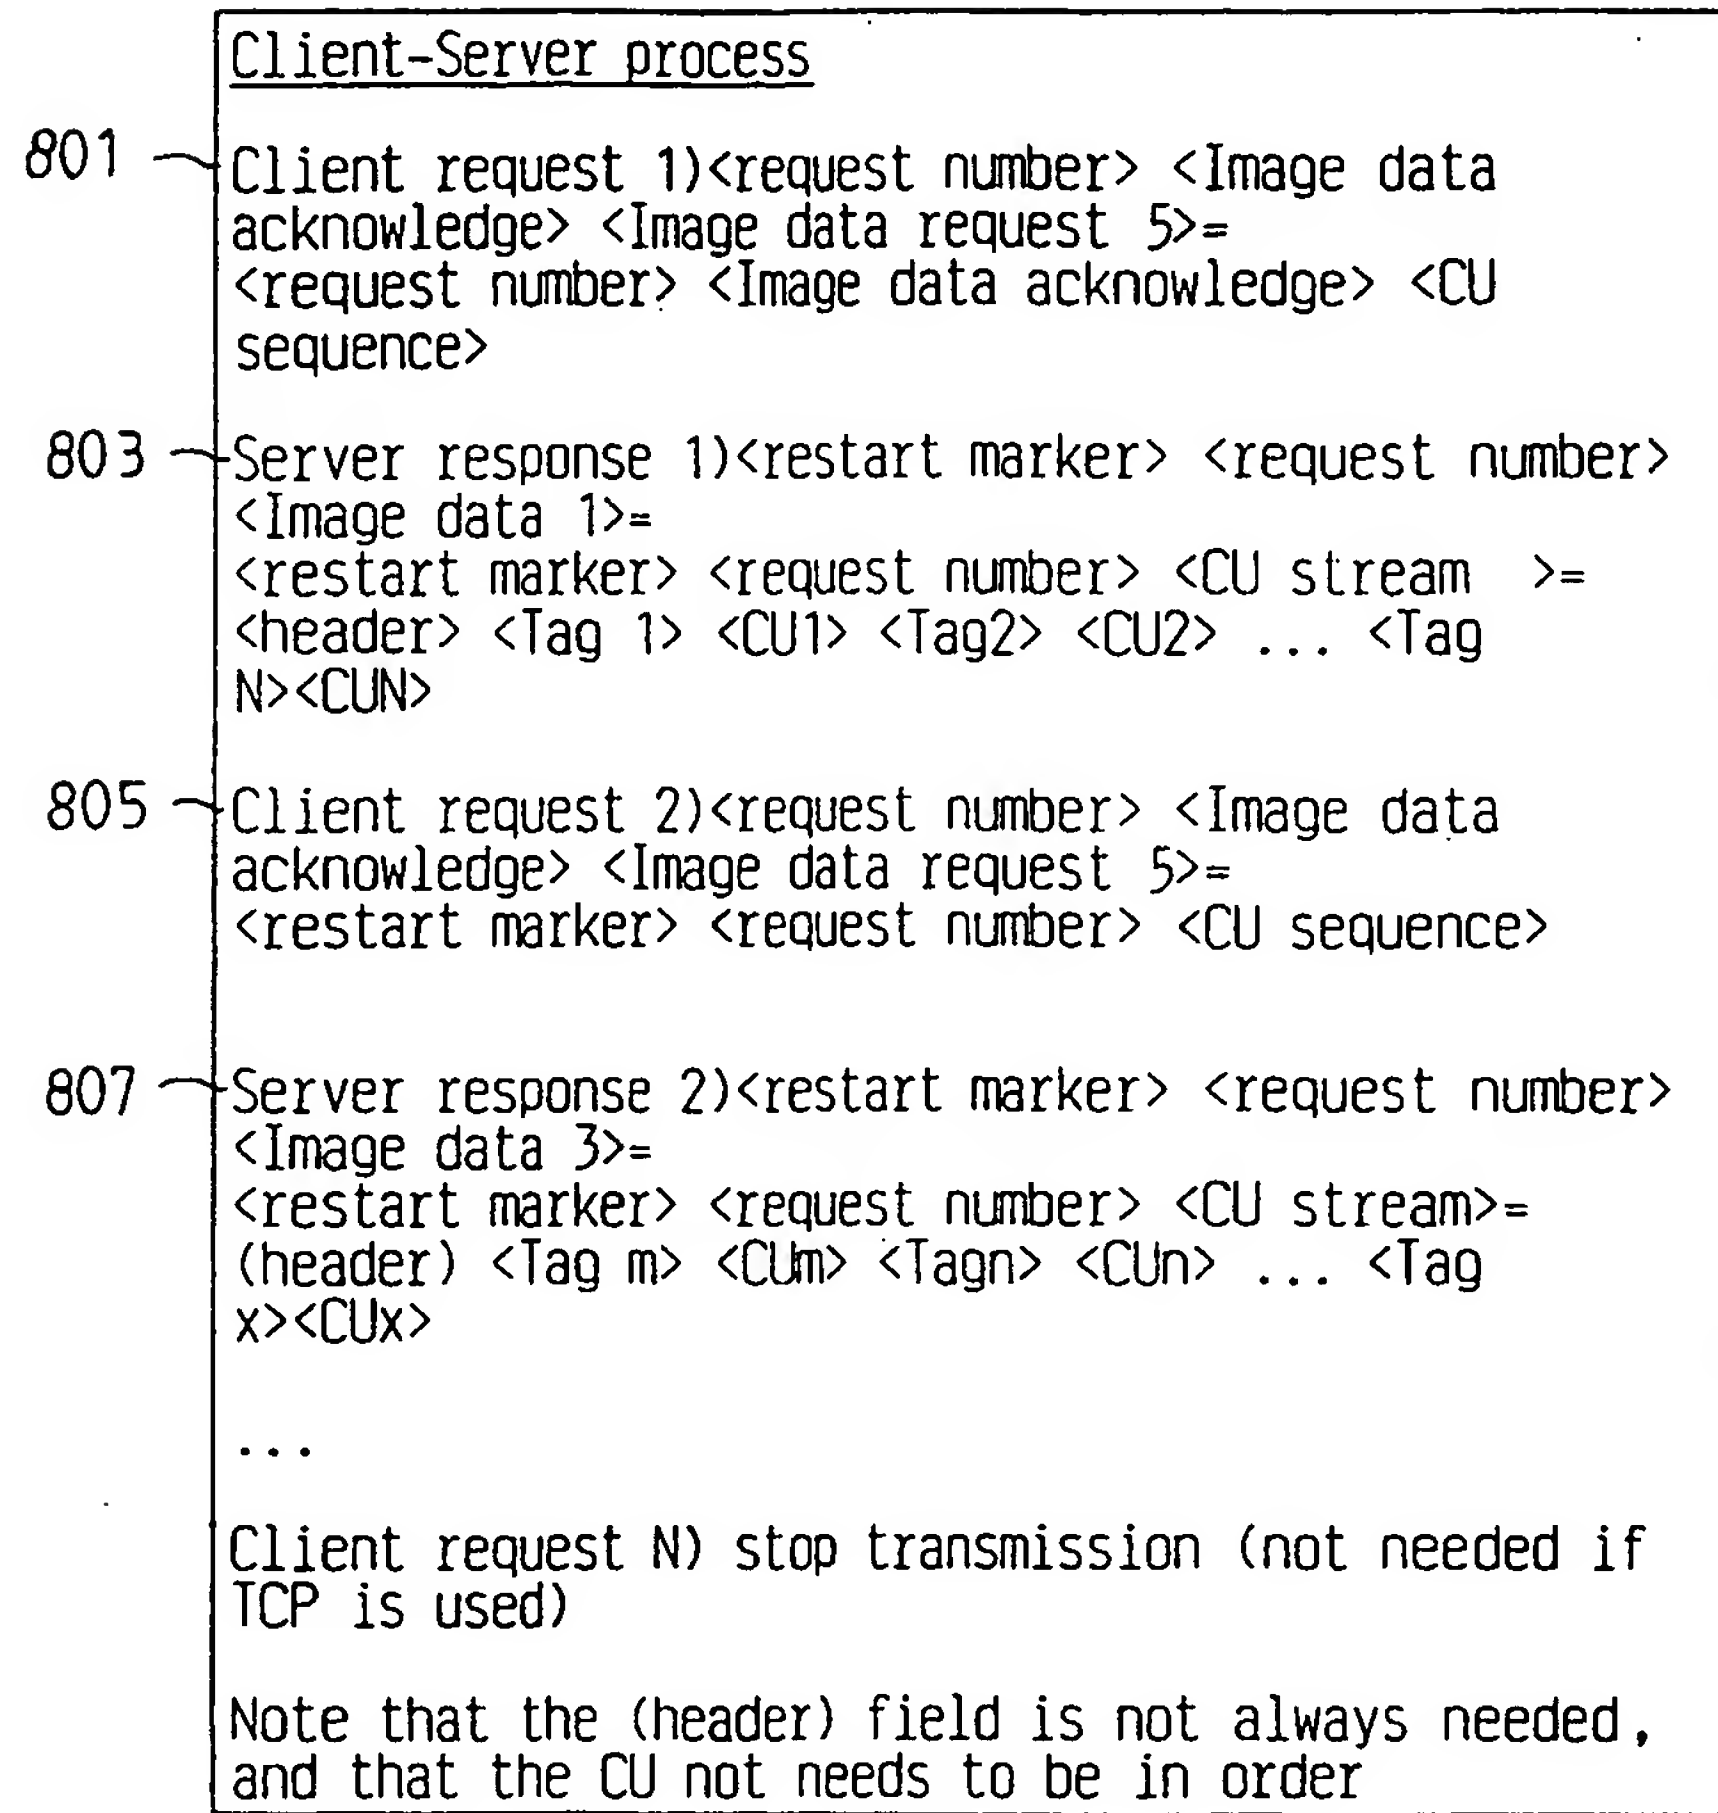 Client-Server process
801 Client request 1)<request number> <Image data
acknowledge> <Image data request 5>=
<request number> <Image data acknowledge> <CU
sequence>
803 Server response 1)<restart marker> <request number>
<Image data 1>=
<restart marker> <request number> <CU stream >=
<header> <Tag 1> <CU1> <Tag2> <CU2> ... <Tag
N><CUN>
805 Client request 2)<request number> <Image data
acknowledge> <Image data request 5>=
<restart marker> <request number> <CU sequence>
807 Server response 2)<restart marker> <request number>
<Image data 3>=
<restart marker> <request number> <CU stream>=
(header) <Tag m> <CUm> <Tagn> <CUn> ... <Tag
x><CUx>
...
Client request N) stop transmission (not needed if
TCP is used)
Note that the (header) field is not always needed,
and that the CU not needs to be in order